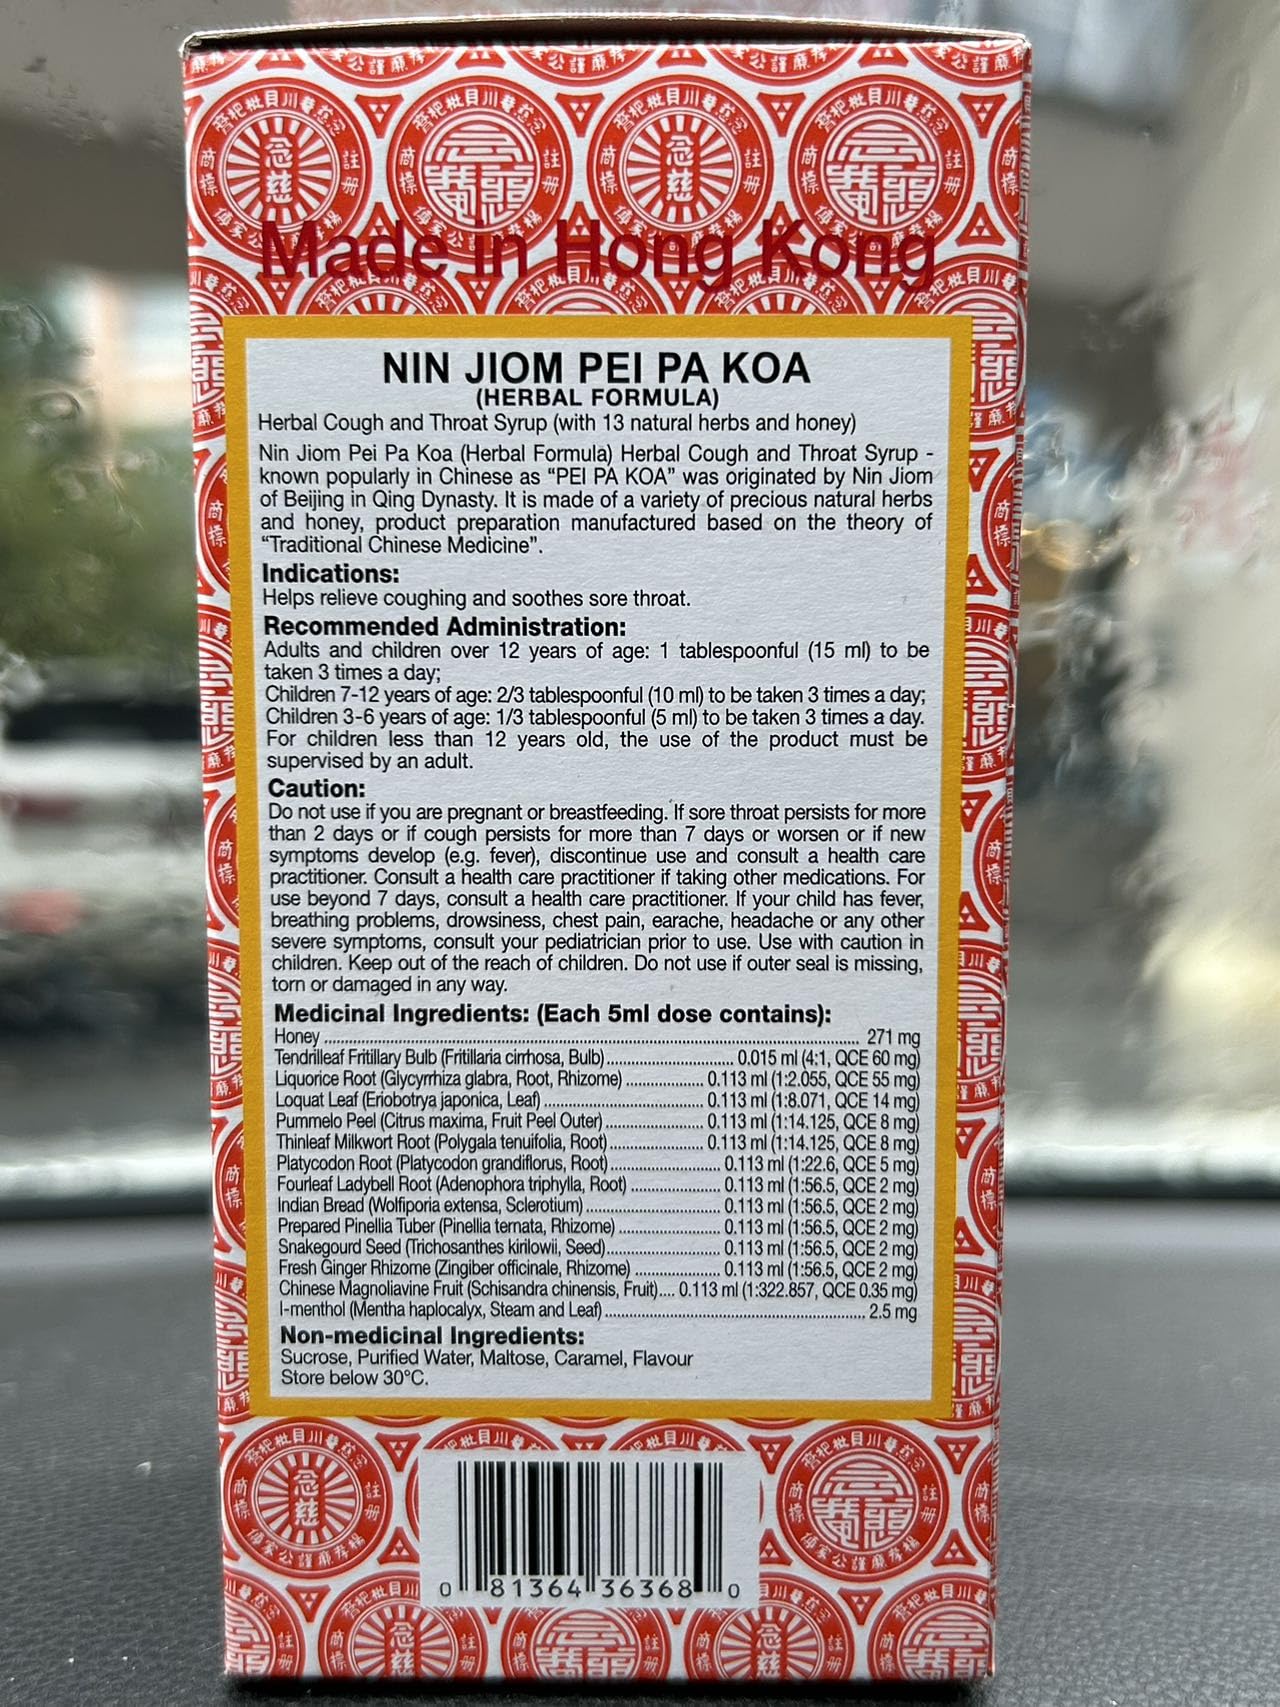 Made in Hong Kong
NIN JIOM PEI PA KOA
(HERBAL FORMULA)
Herbal Cough and Throat Syrup (with 13 natural herbs and honey)
Nin Jiom Pei Pa Koa (Herbal Formula) Herbal Cough and Throat Syrup -
known popularly in Chinese as “PEI PA KOA” was originated by Nin Jiom
of Beijing in Qing Dynasty. It is made of a variety of precious natural herbs
and honey, product preparation manufactured based on the theory of
“Traditional Chinese Medicine”.
Indications:
Helps relieve coughing and soothes sore throat.
Recommended Administration:
Adults and children over 12 years of age: 1 tablespoonful (15 ml) to be
taken 3 times a day;
Children 7-12 years of age: 2/3 tablespoonful (10 ml) to be taken 3 times a day;
Children 3-6 years of age: 1/3 tablespoonful (5 ml) to be taken 3 times a day.
For children less than 12 years old, the use of the product must be
supervised by an adult.
Caution:
Do not use if you are pregnant or breastfeeding. If sore throat persists for more
than 2 days or if cough persists for more than 7 days or worsen or if new
symptoms develop (e.g. fever), discontinue use and consult a health care
practitioner. Consult a health care practitioner if taking other medications. For
use beyond 7 days, consult a health care practitioner. If your child has fever,
breathing problems, drowsiness, chest pain, earache, headache or any other
severe symptoms, consult your pediatrician prior to use. Use with caution in
children. Keep out of the reach of children. Do not use if outer seal is missing,
torn or damaged in any way.
Medicinal Ingredients: (Each 5ml dose contains):
Honey ........ 271 mg
Tendrilleaf Fritillary Bulb (Fritillaria cirrhosa, Bulb) ........ 0.015 ml (4:1, QCE 60 mg)
Liquorice Root (Glycyrrhiza glabra, Root, Rhizome) ........ 0.113 ml (1:2.055, QCE 55 mg)
Loquat Leaf (Eriobotrya japonica, Leaf) ........ 0.113 ml (1:8.071, QCE 14 mg)
Pummelo Peel (Citrus maxima, Fruit Peel Outer) ........ 0.113 ml (1:14.125, QCE 8 mg)
Thinleaf Milkwort Root (Polygala tenuifolia, Root) ........ 0.113 ml (1:14.125, QCE 8 mg)
Platycodon Root (Platycodon grandiflorus, Root) ........ 0.113 ml (1:22.6, QCE 5 mg)
Fourleaf Ladybell Root (Adenophora triphylla, Root) ........ 0.113 ml (1:56.5, QCE 2 mg)
Indian Bread (Wolfiporia extensa, Sclerotium) ........ 0.113 ml (1:56.5, QCE 2 mg)
Prepared Pinellia Tuber (Pinellia ternata, Rhizome) ........ 0.113 ml (1:56.5, QCE 2 mg)
Snakegourd Seed (Trichosanthes kirilowii, Seed) ........ 0.113 ml (1:56.5, QCE 2 mg)
Fresh Ginger Rhizome (Zingiber officinale, Rhizome) ........ 0.113 ml (1:56.5, QCE 2 mg)
Chinese Magnoliavine Fruit (Schisandra chinensis, Fruit).... 0.113 ml (1:322.857, QCE 0.35 mg)
l-menthol (Mentha haplocalyx, Steam and Leaf) ........ 2.5 mg
Non-medicinal Ingredients:
Sucrose, Purified Water, Maltose, Caramel, Flavour
Store below 30°C.
0 81364 36368 0
念慈
商標
註册